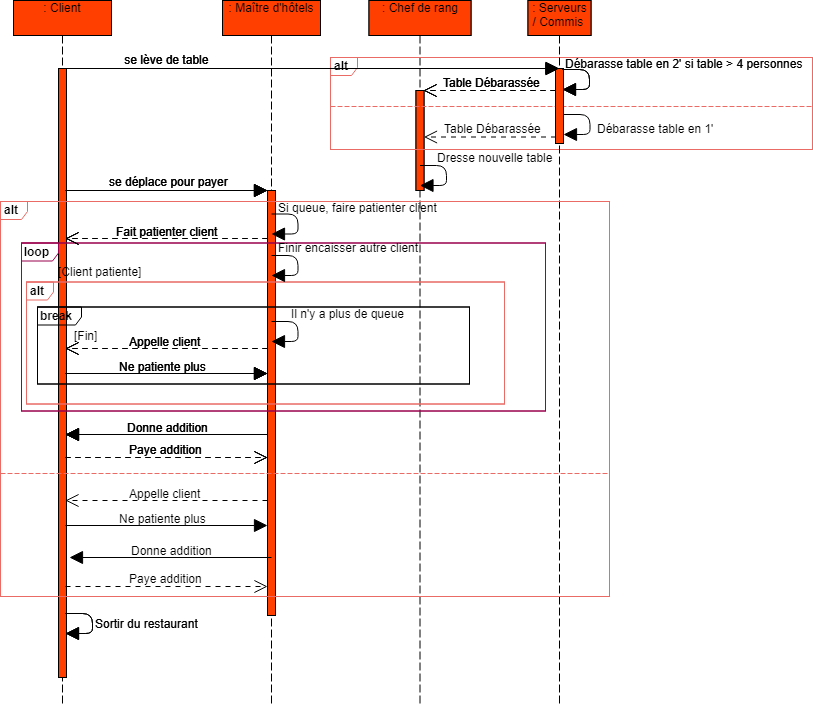 : Client
: Maître d'hôtels
: Chef de rang
: Serveurs
/ Commis
se lève de table
alt
Débarasse table en 2' si table > 4 personnes
Table Débarassée
Table Débarassée
Débarasse table en 1'
Dresse nouvelle table
se déplace pour payer
alt
Si queue, faire patienter client
Fait patienter client
loop
Finir encaisser autre client
[Client patiente]
alt
break
Il n'y a plus de queue
[Fin]
Appelle client
Ne patiente plus
Donne addition
Paye addition
Appelle client
Ne patiente plus
Donne addition
Paye addition
Sortir du restaurant